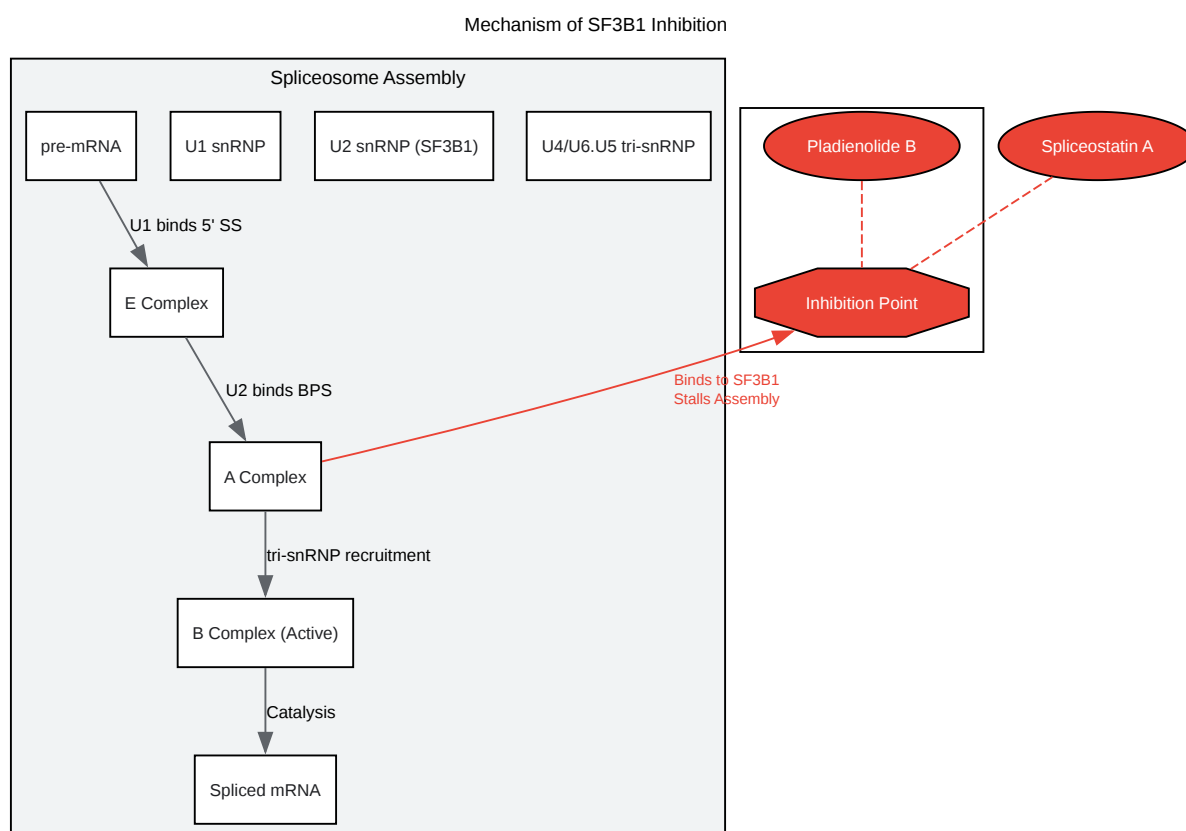 Mechanism of SF3B1 Inhibition
Spliceosome Assembly
pre-mRNA
U1 snRNP
U2 snRNP (SF3B1)
U4/U6.U5 tri-snRNP
Pladienolide B
Spliceostatin A
U1 binds 5' SS
E Complex
Inhibition Point
U2 binds BPS
Binds to SF3B1
Stalls Assembly
A Complex
tri-snRNP recruitment
B Complex (Active)
Catalysis
Spliced mRNA